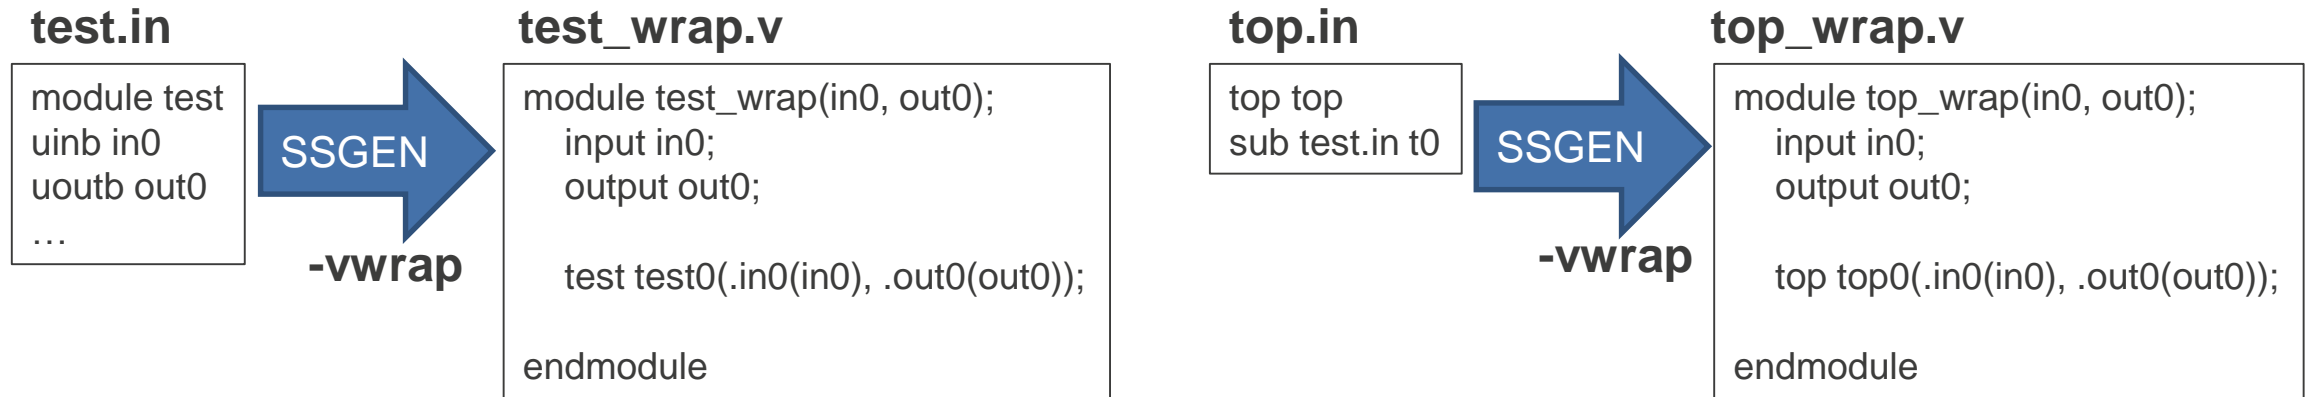 test.in
module test
uinb in0
uoutb out0
…
SSGEN
-vwrap
test_wrap.v
module test_wrap(in0, out0);
input in0;
output out0;
test test0(.in0(in0), .out0(out0));
endmodule
top.in
top top
sub test.in t0
SSGEN
-vwrap
top_wrap.v
module top_wrap(in0, out0);
input in0;
output out0;
top top0(.in0(in0), .out0(out0));
endmodule